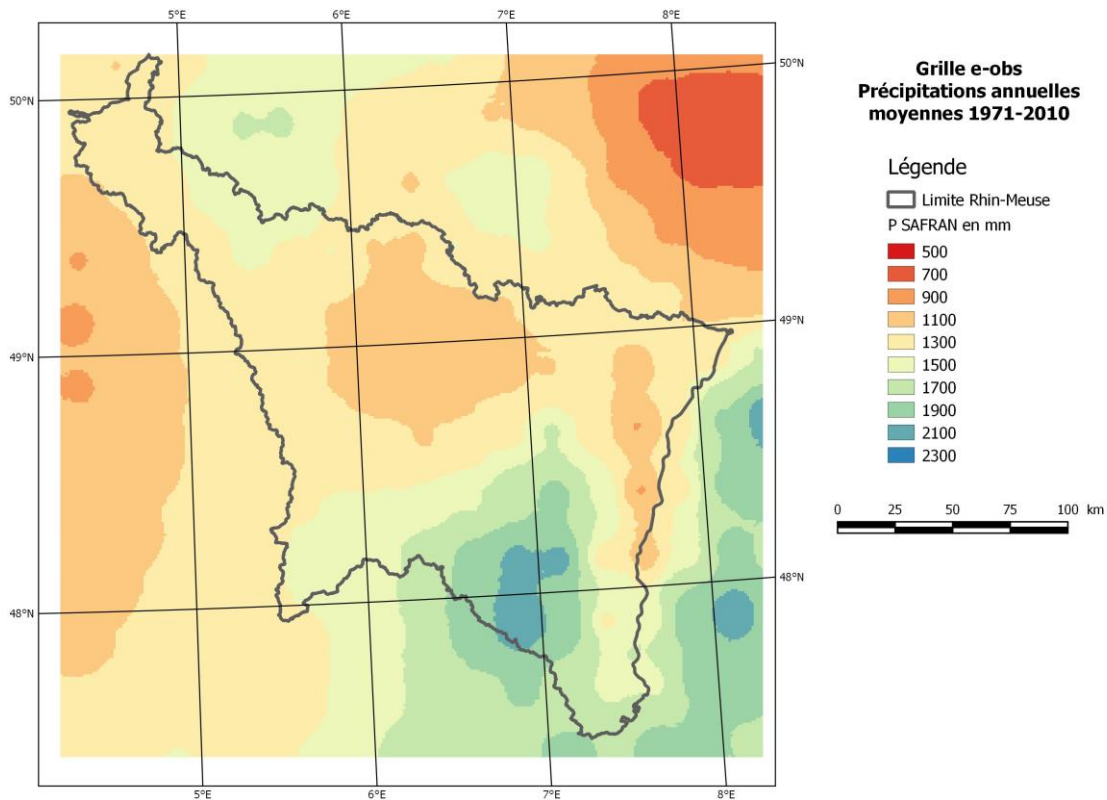 5°E 6°E 7°E 8°E
50°N 50°N
49°N 49°N
48°N 48°N
5°E 6°E 7°E 8°E
Grille e-obs
Précipitations annuelles
moyennes 1971-2010
Légende
Limite Rhin-Meuse
P SAFRAN en mm
500
700
900
1100
1300
1500
1700
1900
2100
2300
0 25 50 75 100 km